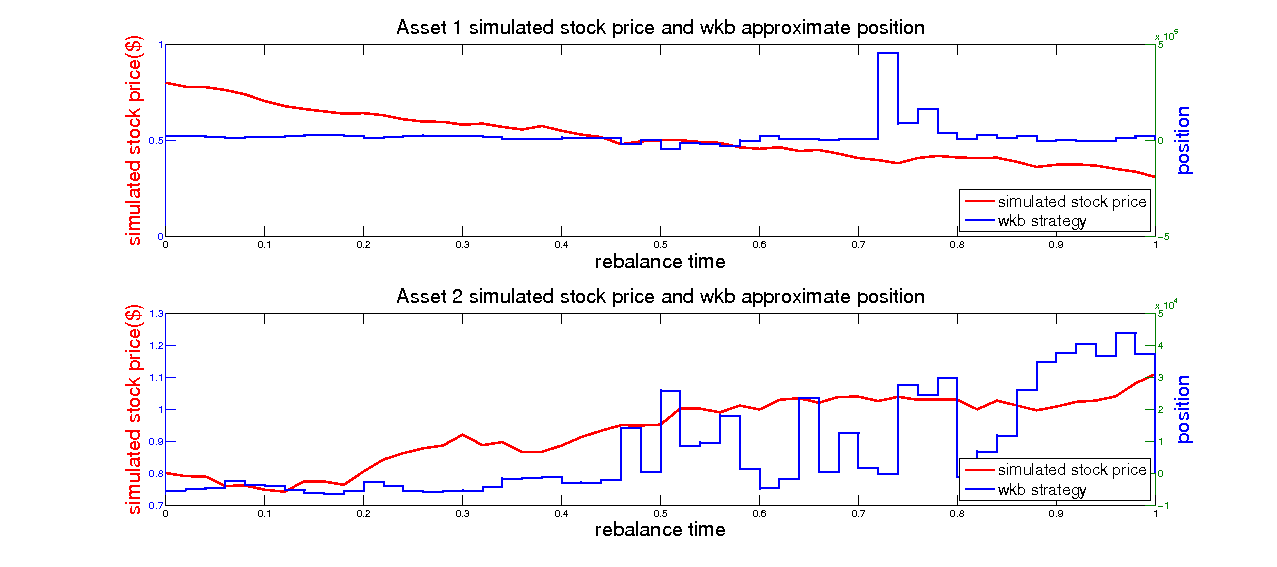 Asset 1 simulated stock price and wkb approximate position
x 10
simulated stock price($)
1
0.5
0
5
0
-5
position
0 0.1 0.2 0.3 0.4 0.5 0.6 0.7 0.8 0.9 1
rebalance time
simulated stock price
wkb strategy
Asset 2 simulated stock price and wkb approximate position
x 10^4
simulated stock price($)
1.3
1.2
1.1
1
0.9
0.8
0.7
5
4
3
2
1
0
-1
position
0 0.1 0.2 0.3 0.4 0.5 0.6 0.7 0.8 0.9 1
rebalance time
simulated stock price
wkb strategy